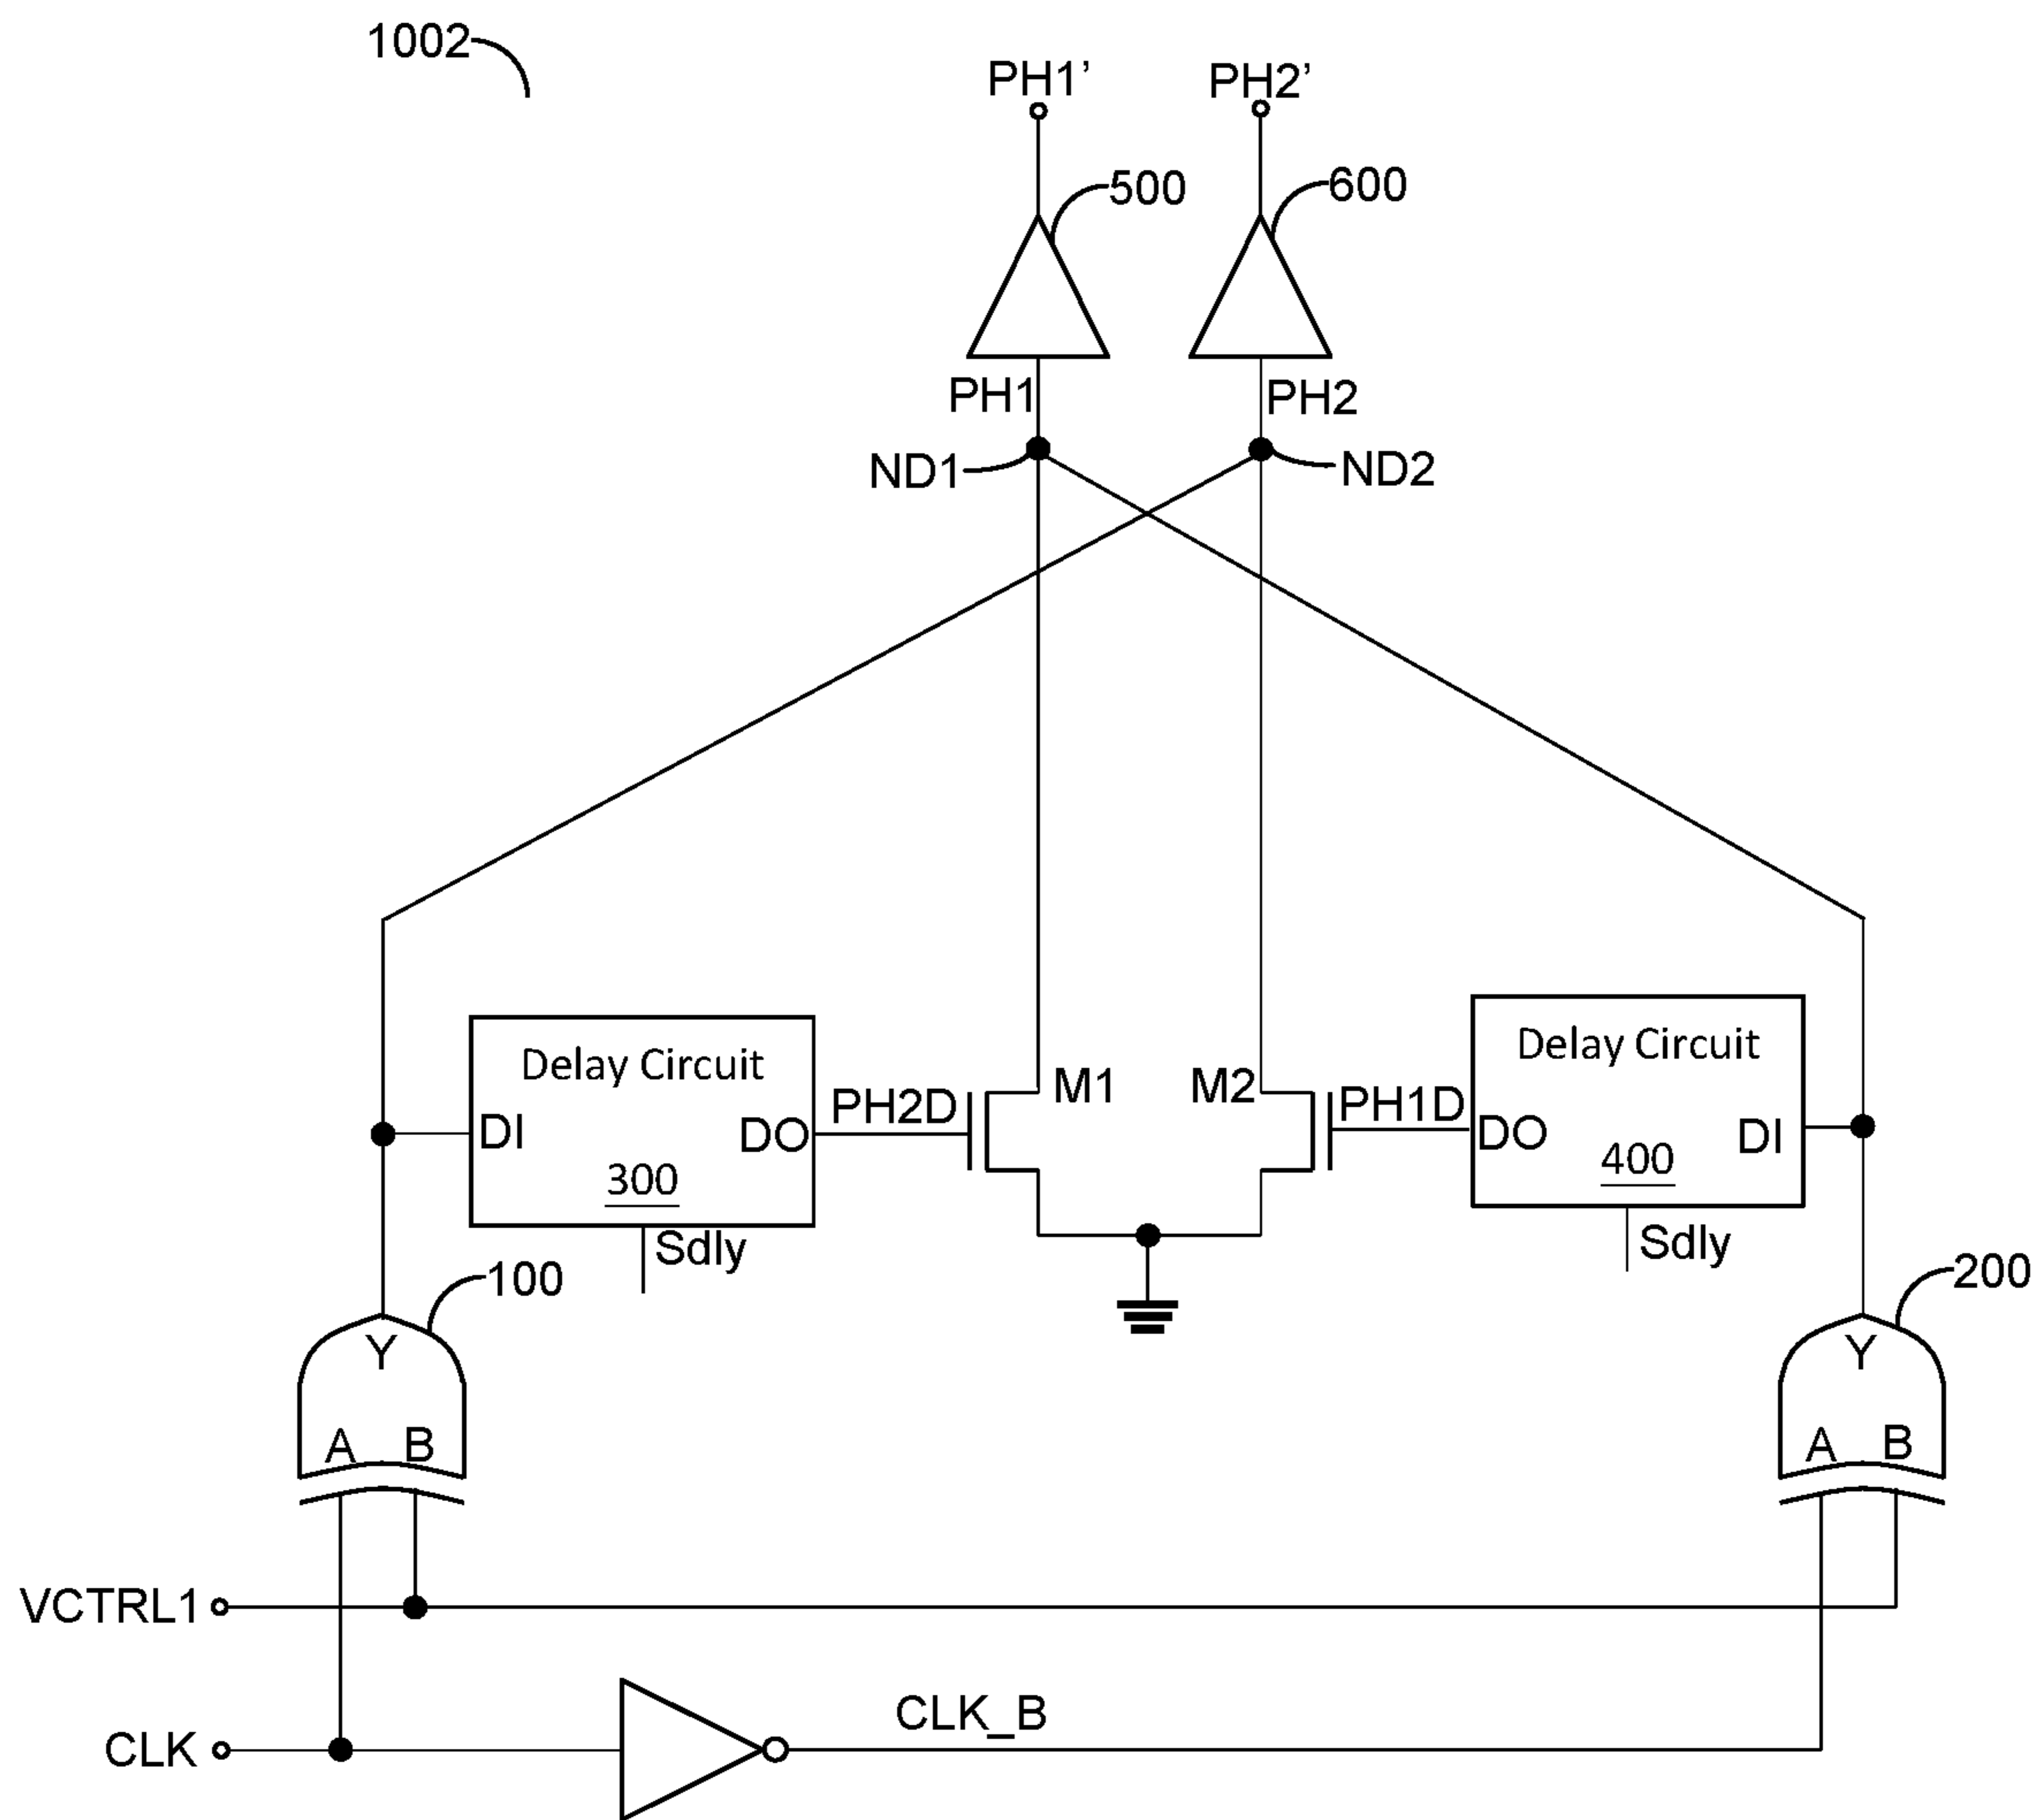 1002
PH1’
PH2’
500
600
PH1
PH2
ND1
ND2
Delay Circuit
DI
DO
300
Sdly
PH2D
M1
M2
PH1D
Delay Circuit
DO
DI
400
Sdly
100
Y
A B
200
Y
A B
VCTRL1
CLK
CLK_B